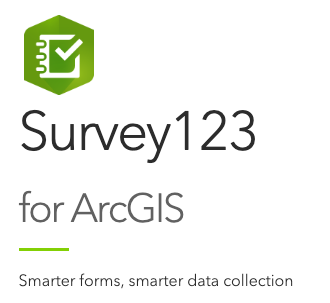 Survey123
for ArcGIS
Smarter forms, smarter data collection